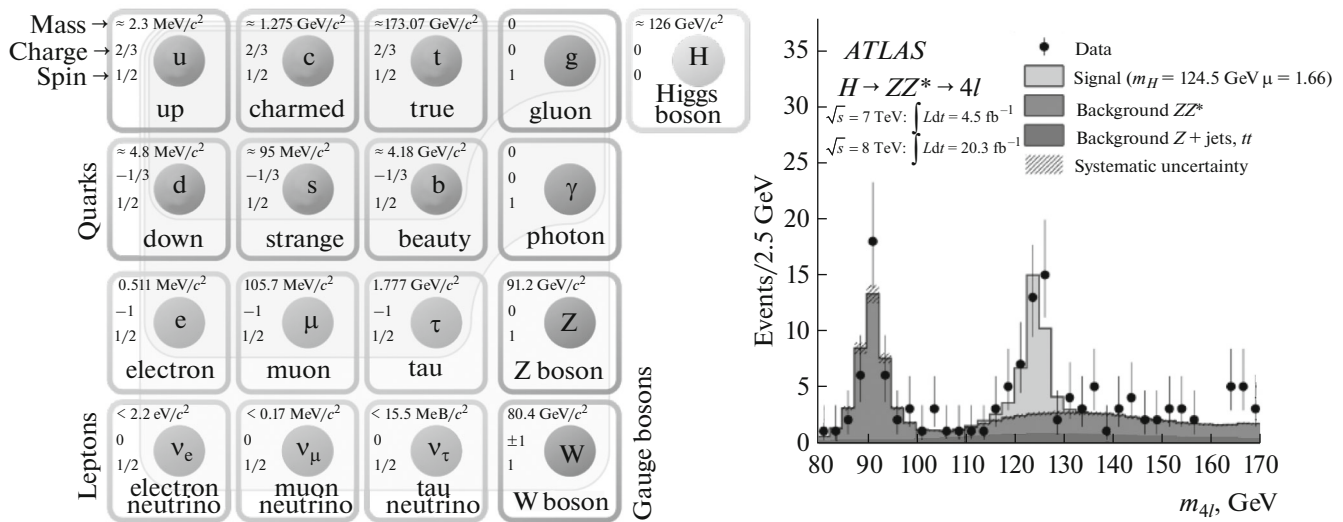 Mass → ≈ 2.3 MeV/c²
Charge → 2/3
Spin → 1/2
u
up
≈ 1.275 GeV/c²
2/3
1/2
c
charmed
≈173.07 GeV/c²
2/3
1/2
t
true
0
0
1
g
gluon
≈ 126 GeV/c²
0
0
H
Higgs
boson
Quarks
≈ 4.8 MeV/c²
−1/3
1/2
d
down
≈ 95 MeV/c²
−1/3
1/2
s
strange
≈ 4.18 GeV/c²
−1/3
1/2
b
beauty
0
0
1
γ
photon
0.511 MeV/c²
−1
1/2
e
electron
105.7 MeV/c²
−1
1/2
μ
muon
1.777 GeV/c²
−1
1/2
τ
tau
91.2 GeV/c²
0
1
Z
Z boson
Leptons
< 2.2 eV/c²
0
1/2
νe
electron
neutrino
< 0.17 MeV/c²
0
1/2
νμ
muon
neutrino
< 15.5 MeB/c²
0
1/2
ντ
tau
neutrino
80.4 GeV/c²
±1
1
W
W boson
Gauge bosons
ATLAS
H → ZZ* → 4l
√s = 7 TeV: ∫Ldt = 4.5 fb⁻¹
√s = 8 TeV: ∫Ldt = 20.3 fb⁻¹
Data
Signal (mH = 124.5 GeV μ = 1.66)
Background ZZ*
Background Z + jets, tt
Systematic uncertainty
Events/2.5 GeV
35
30
25
20
15
10
5
0
80 90 100 110 120 130 140 150 160 170
m4l, GeV